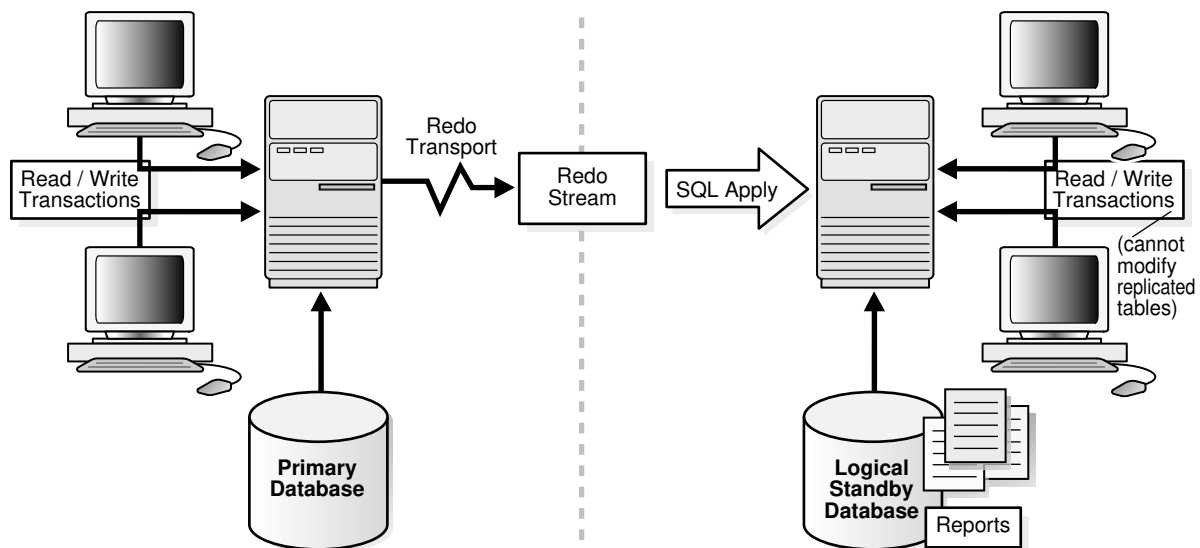 Redo
Transport
Read / Write
Transactions
Redo
Stream
SQL Apply
Read / Write
Transactions
(cannot
modify
replicated
tables)
Primary
Database
Logical
Standby
Database
Reports